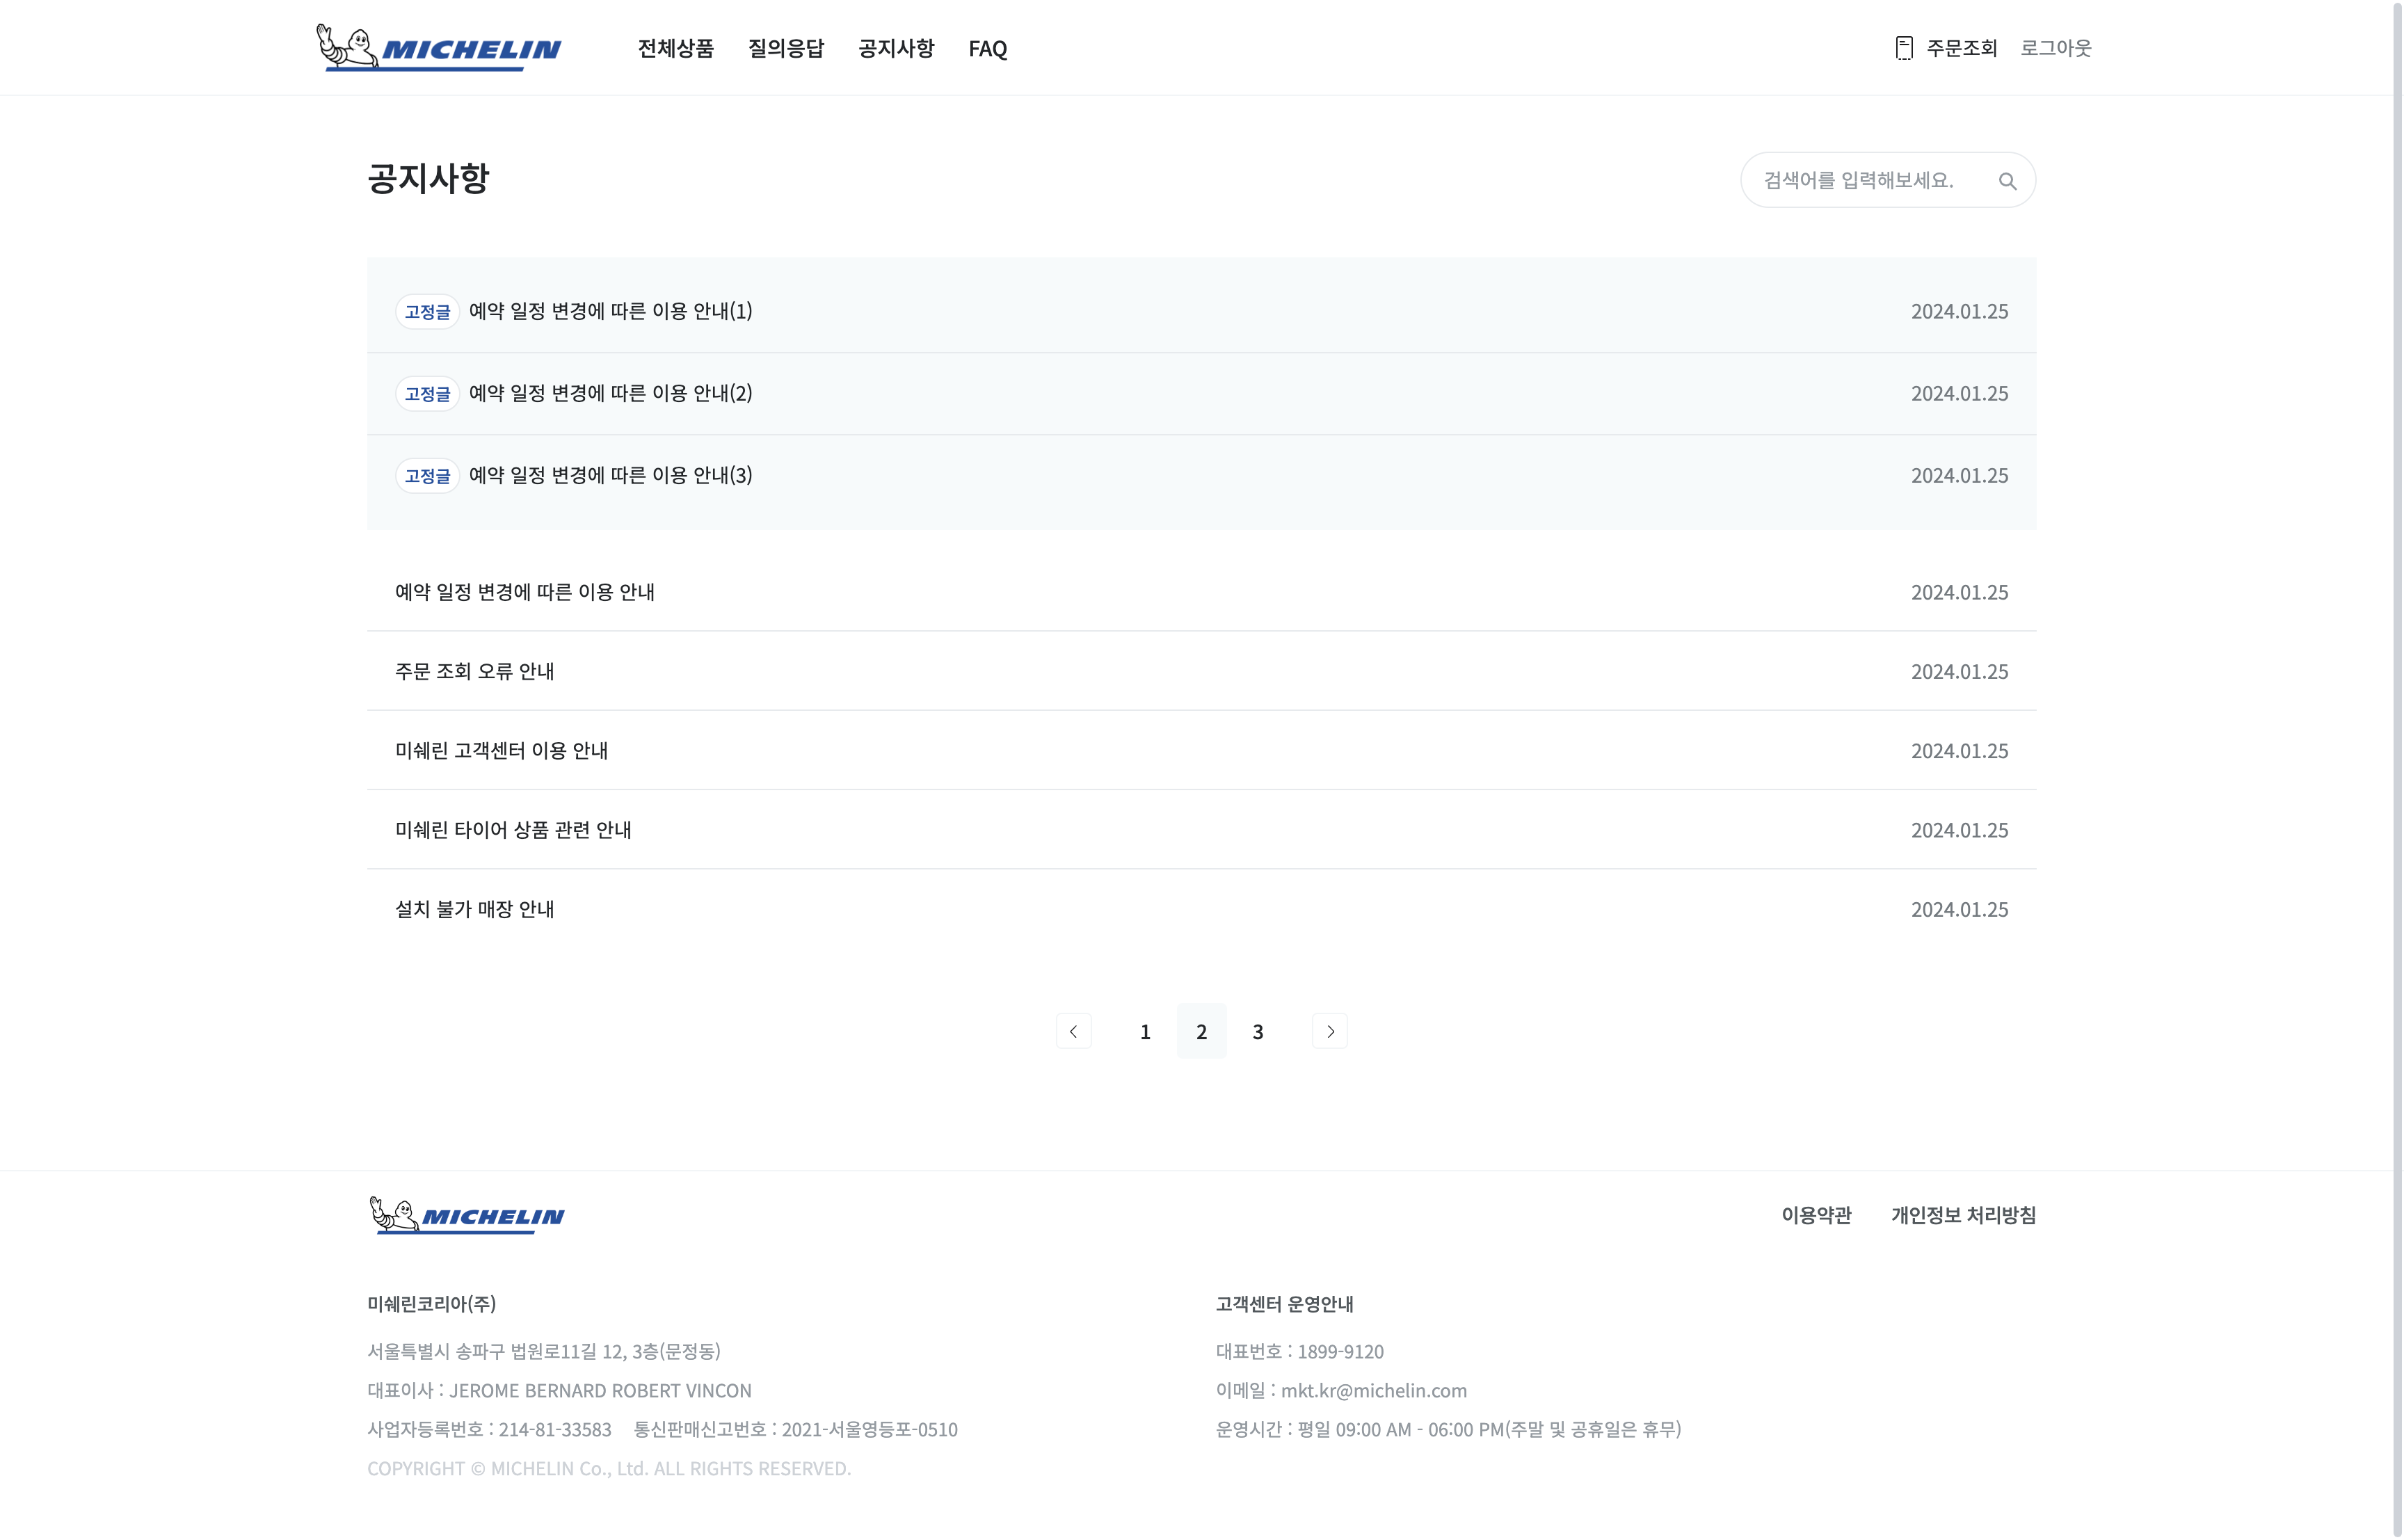 MICHELIN 전체상품 질의응답 공지사항 FAQ 주문조회 로그아웃
공지사항 검색어를 입력해보세요.
고정글 예약 일정 변경에 따른 이용 안내(1) 2024.01.25
고정글 예약 일정 변경에 따른 이용 안내(2) 2024.01.25
고정글 예약 일정 변경에 따른 이용 안내(3) 2024.01.25
예약 일정 변경에 따른 이용 안내 2024.01.25
주문 조회 오류 안내 2024.01.25
미쉐린 고객센터 이용 안내 2024.01.25
미쉐린 타이어 상품 관련 안내 2024.01.25
설치 불가 매장 안내 2024.01.25
1 2 3
MICHELIN 이용약관 개인정보 처리방침
미쉐린코리아(주)
서울특별시 송파구 법원로11길 12, 3층(문정동)
대표이사 : JEROME BERNARD ROBERT VINCON
사업자등록번호 : 214-81-33583 통신판매신고번호 : 2021-서울영등포-0510
COPYRIGHT © MICHELIN Co., Ltd. ALL RIGHTS RESERVED.
고객센터 운영안내
대표번호 : 1899-9120
이메일 : mkt.kr@michelin.com
운영시간 : 평일 09:00 AM - 06:00 PM(주말 및 공휴일은 휴무)